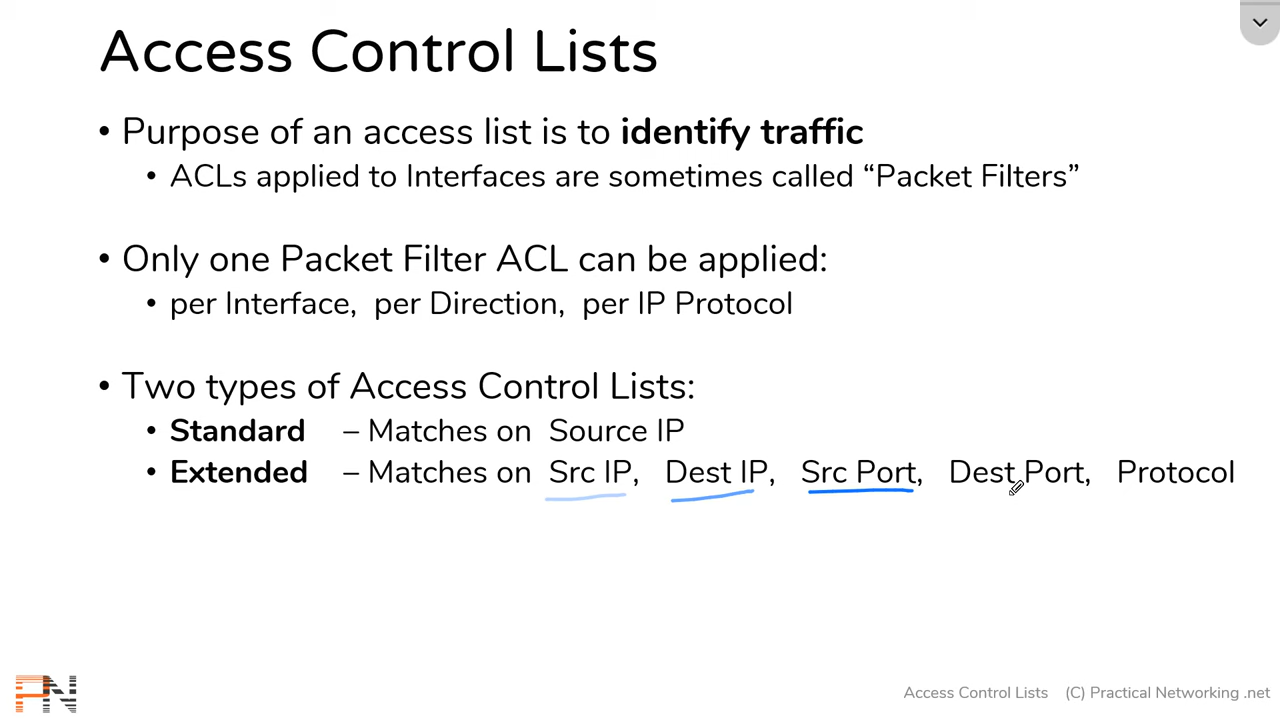 Access Control Lists
• Purpose of an access list is to identify traffic
• ACLs applied to Interfaces are sometimes called “Packet Filters”
• Only one Packet Filter ACL can be applied:
• per Interface, per Direction, per IP Protocol
• Two types of Access Control Lists:
• Standard – Matches on Source IP
• Extended – Matches on Src IP, Dest IP, Src Port, Dest Port, Protocol
PN
Access Control Lists (C) Practical Networking .net